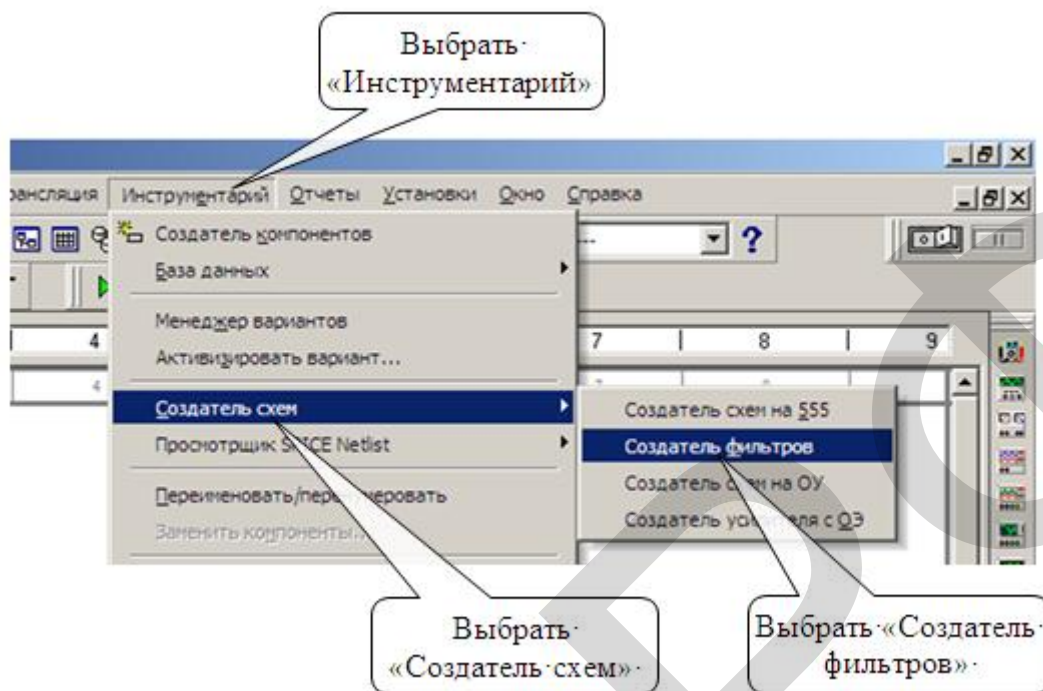 Выбрать·
«Инструментарий»
рансляция Инструментарий Отчеты Установки Окно Справка
Создатель компонентов
--- ?
База данных
Менеджер вариантов
4 7 8 9
Активизировать вариант...
4
Создатель схем
Создатель схем на 555
Просмотрщик SPICE Netlist
Создатель фильтров
Создатель схем на ОУ
Переименовать/перенумеровать
Создатель усилителя с ОЭ
Заменить компоненты...
Выбрать·
«Создатель·схем»·
Выбрать·«Создатель·
фильтров»·